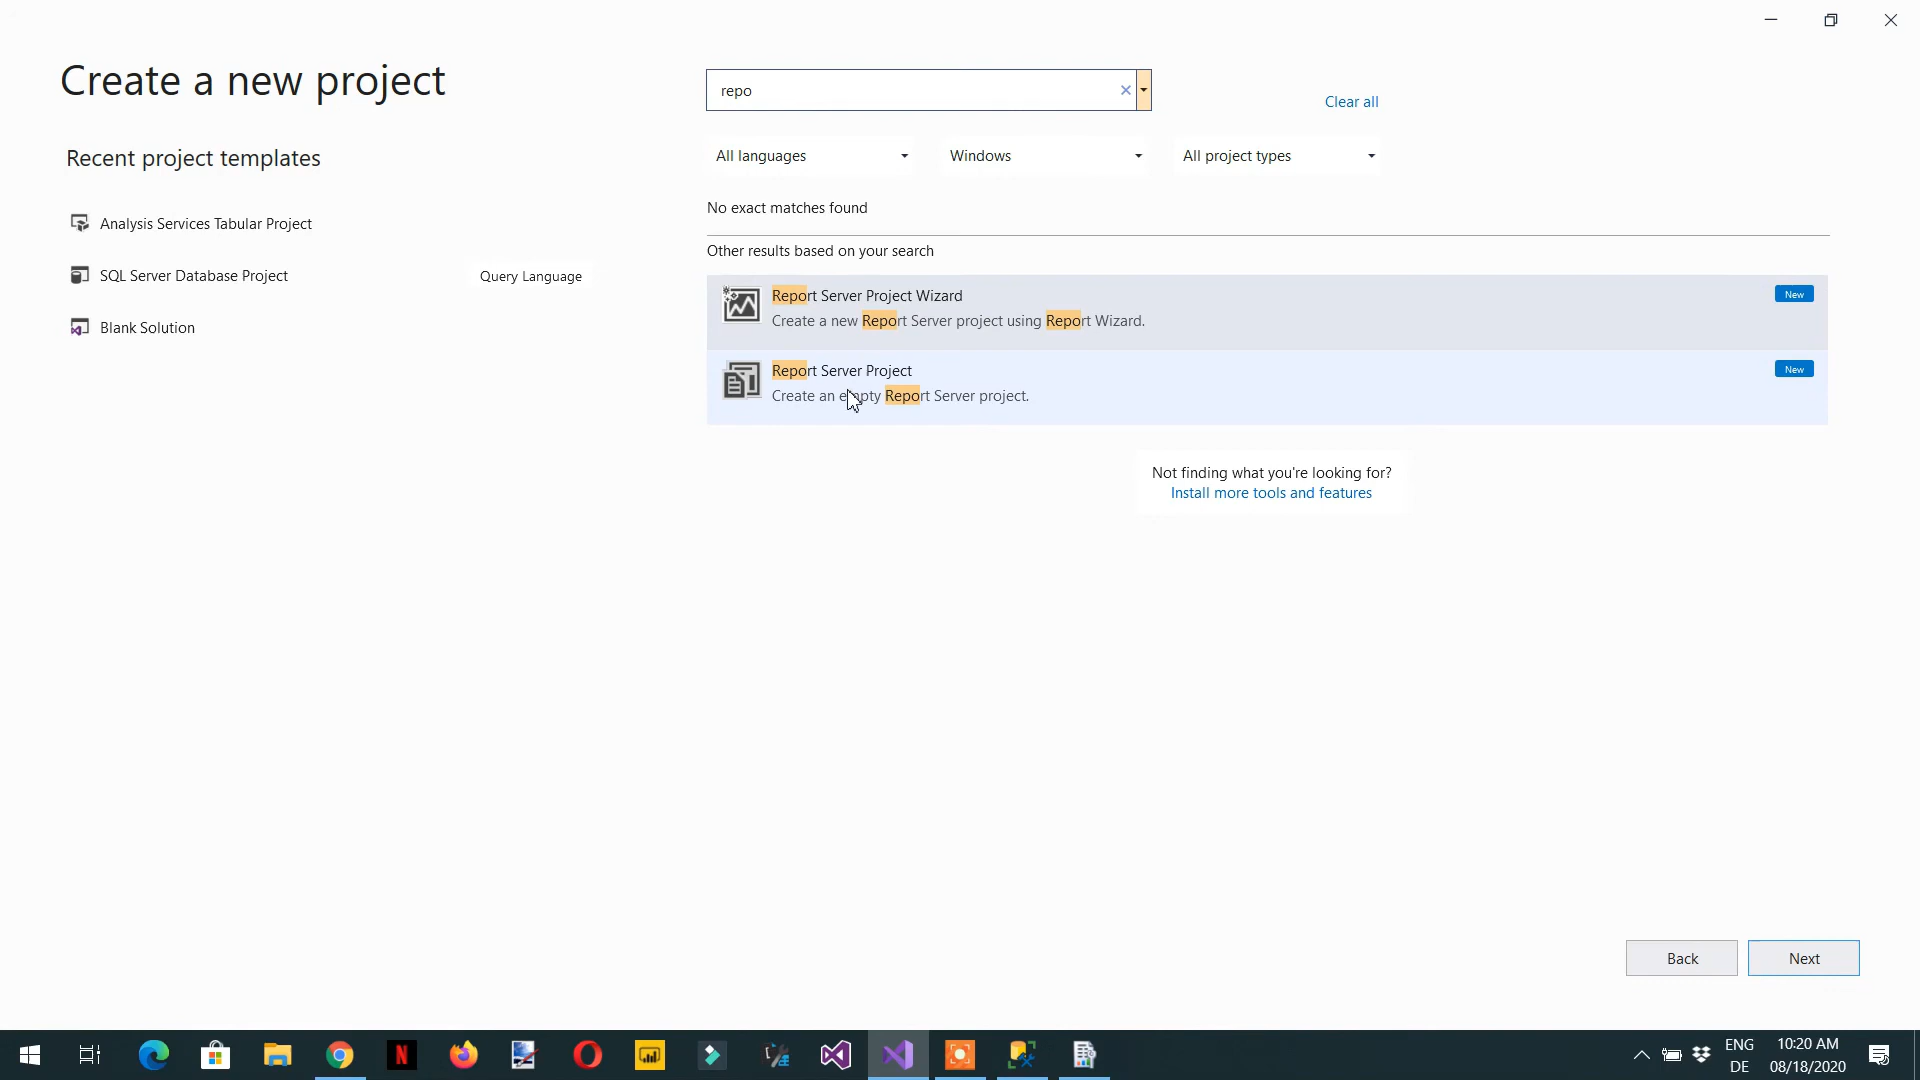 Create a new project
repo
Clear all
Recent project templates
All languages
Windows
All project types
No exact matches found
Other results based on your search
Analysis Services Tabular Project
SQL Server Database Project
Query Language
Blank Solution
Report Server Project Wizard
New
Create a new Report Server project using Report Wizard.
Report Server Project
New
Create an empty Report Server project.
Not finding what you're looking for?
Install more tools and features
Back
Next
N
ENG
DE
10:20 AM
08/18/2020